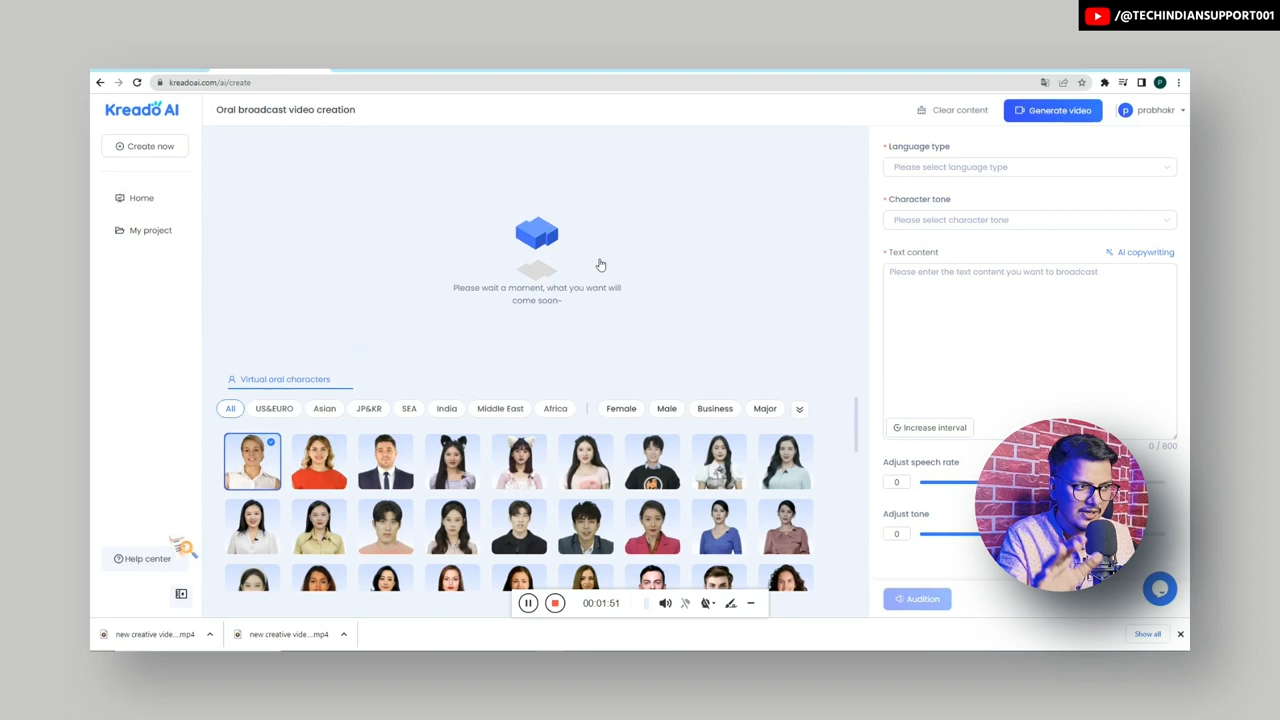 /@TECHINDIANSUPPORT001
kreadoai.com/ai/create
P
Kreado AI
Oral broadcast video creation
Clear content
Generate video
p
prabhakr
Create now
Home
My project
Please wait a moment, what you want will
come soon~
* Language type
Please select language type
* Character tone
Please select character tone
* Text content
AI copywriting
Please enter the text content you want to broadcast
Increase interval
0 / 800
Virtual oral characters
All
US&EURO
Asian
JP&KR
SEA
India
Middle East
Africa
Female
Male
Business
Major
Adjust speech rate
0
Adjust tone
0
Help center
00:01:51
Audition
new creative vide....mp4
new creative vide....mp4
Show all